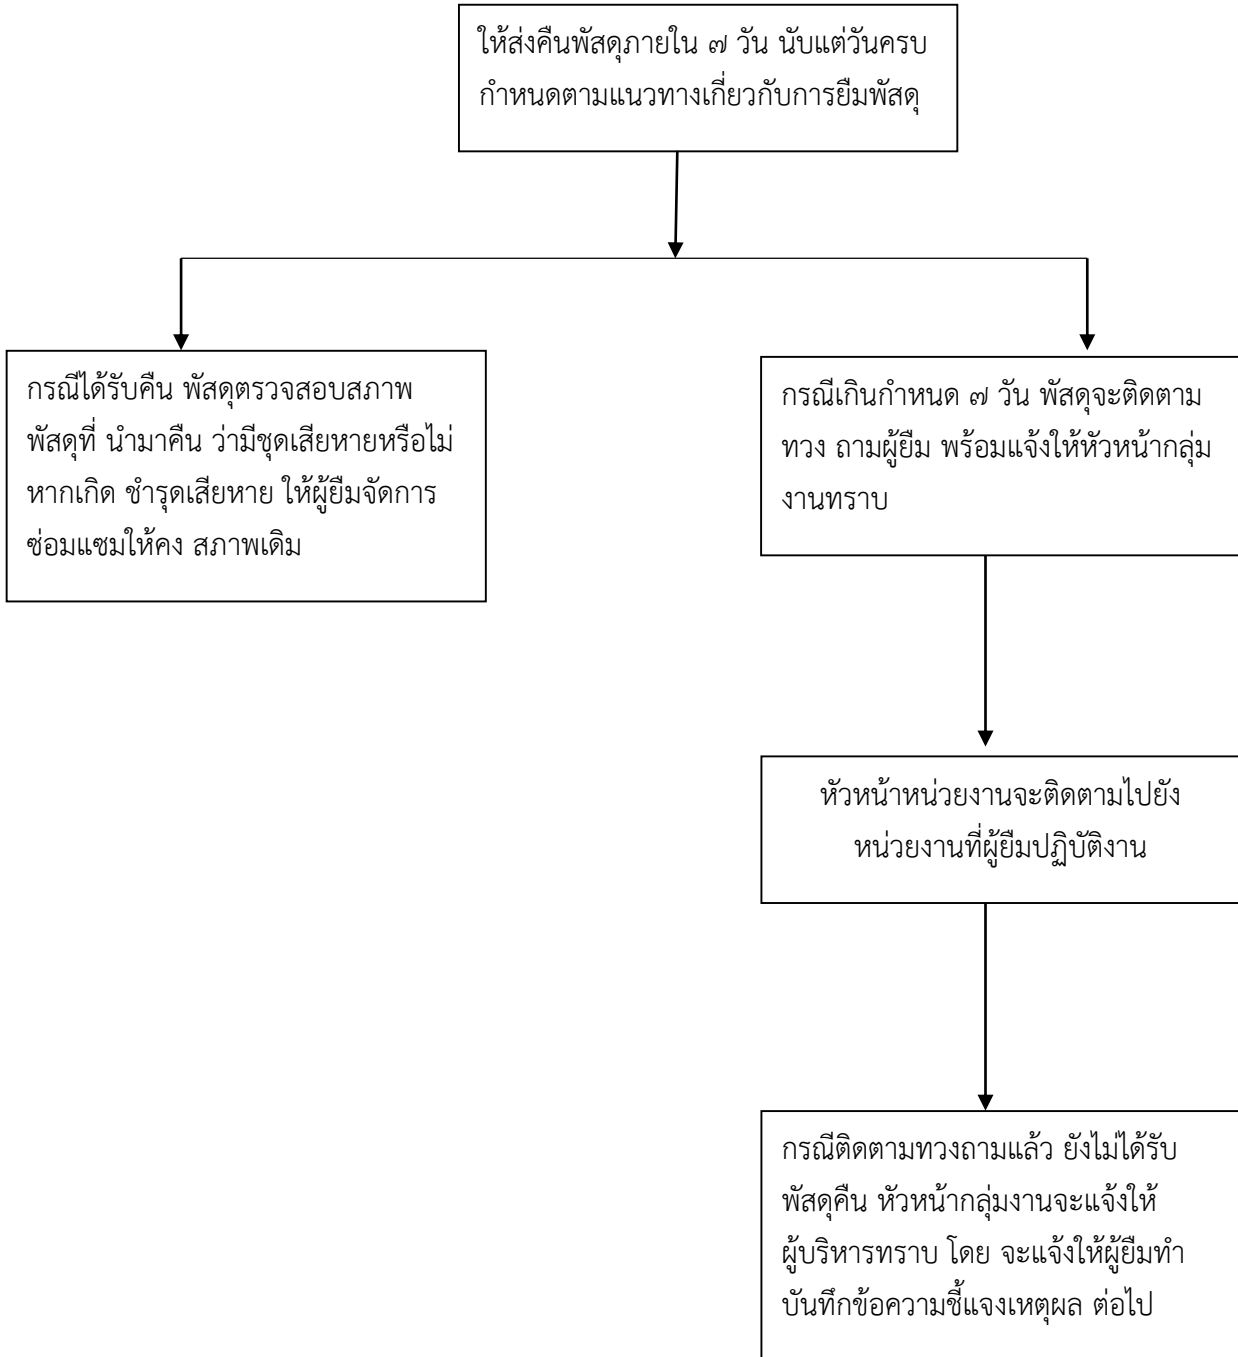 ให้ส่งคืนพัสดุภายใน ๗ วัน นับแต่วันครบ
กำหนดตามแนวทางเกี่ยวกับการยืมพัสดุ
กรณีได้รับคืน พัสดุตรวจสอบสภาพ
พัสดุที่ นำมาคืน ว่ามีชุดเสียหายหรือไม่
หากเกิด ชำรุดเสียหาย ให้ผู้ยืมจัดการ
ซ่อมแซมให้คง สภาพเดิม
กรณีเกินกำหนด ๗ วัน พัสดุจะติดตาม
ทวง ถามผู้ยืม พร้อมแจ้งให้หัวหน้ากลุ่ม
งานทราบ
หัวหน้าหน่วยงานจะติดตามไปยัง
หน่วยงานที่ผู้ยืมปฏิบัติงาน
กรณีติดตามทวงถามแล้ว ยังไม่ได้รับ
พัสดุคืน หัวหน้ากลุ่มงานจะแจ้งให้
ผู้บริหารทราบ โดย จะแจ้งให้ผู้ยืมทำ
บันทึกข้อความชี้แจงเหตุผล ต่อไป